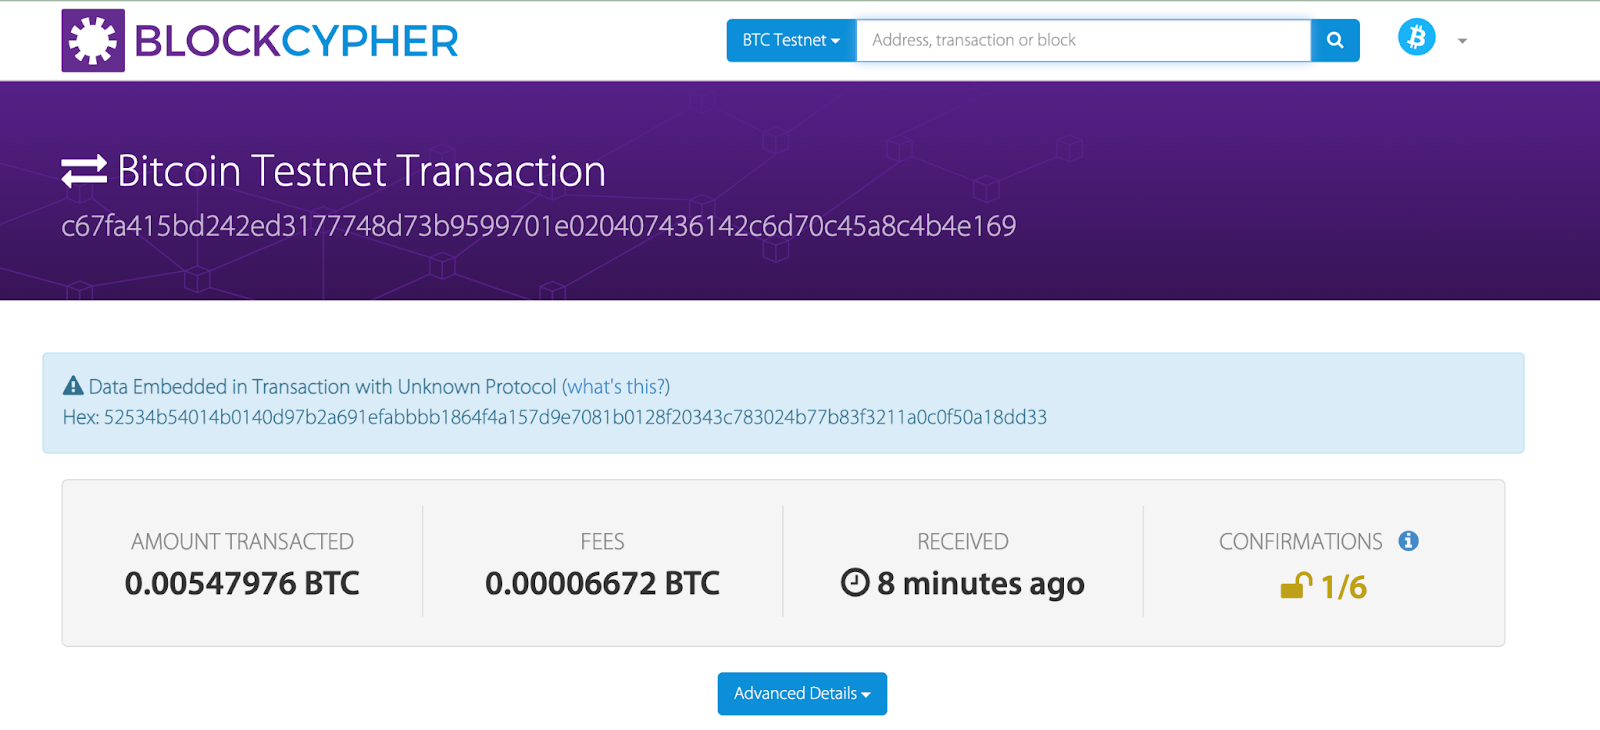 BLOCKCYPHER
BTC Testnet
Address, transaction or block
Bitcoin Testnet Transaction
c67fa415bd242ed3177748d73b9599701e020407436142c6d70c45a8c4b4e169
Data Embedded in Transaction with Unknown Protocol (what's this?)
Hex: 52534b54014b0140d97b2a691efabbbb1864f4a157d9e7081b0128f20343c783024b77b83f3211a0c0f50a18dd33
AMOUNT TRANSACTED
0.00547976 BTC
FEES
0.00006672 BTC
RECEIVED
8 minutes ago
CONFIRMATIONS
1/6
Advanced Details